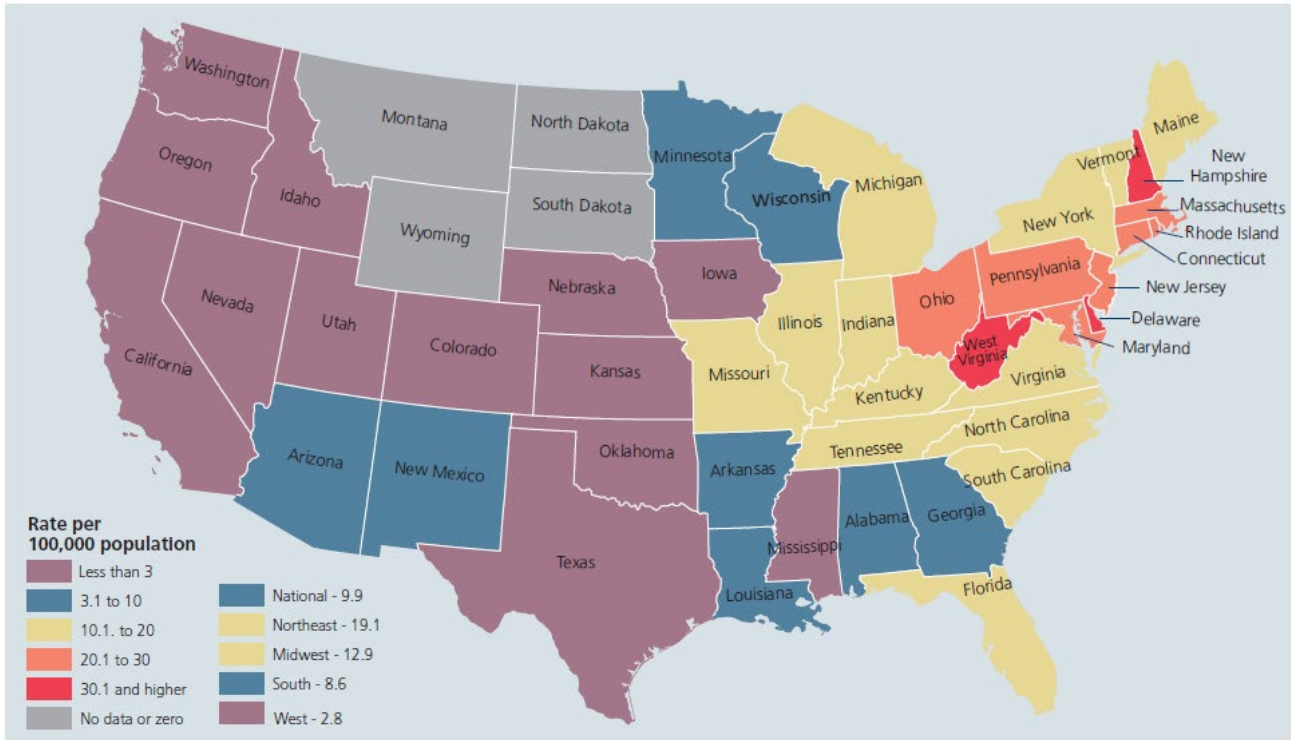 Washington
Montana
North Dakota
Minnesota
Maine
Oregon
Idaho
Wyoming
South Dakota
Wisconsin
Michigan
Vermont
New
Hampshire
New York
Massachusetts
Rhode Island
Connecticut
Nevada
Utah
Colorado
Nebraska
Iowa
Illinois
Indiana
Ohio
Pennsylvania
New Jersey
Delaware
Maryland
California
Kansas
Missouri
West
Virginia
Virginia
Kentucky
Arizona
New Mexico
Oklahoma
Arkansas
Tennessee
North Carolina
South Carolina
Texas
Louisiana
Mississippi
Alabama
Georgia
Florida
Rate per
100,000 population
Less than 3
3.1 to 10
10.1. to 20
20.1 to 30
30.1 and higher
No data or zero
National - 9.9
Northeast - 19.1
Midwest - 12.9
South - 8.6
West - 2.8